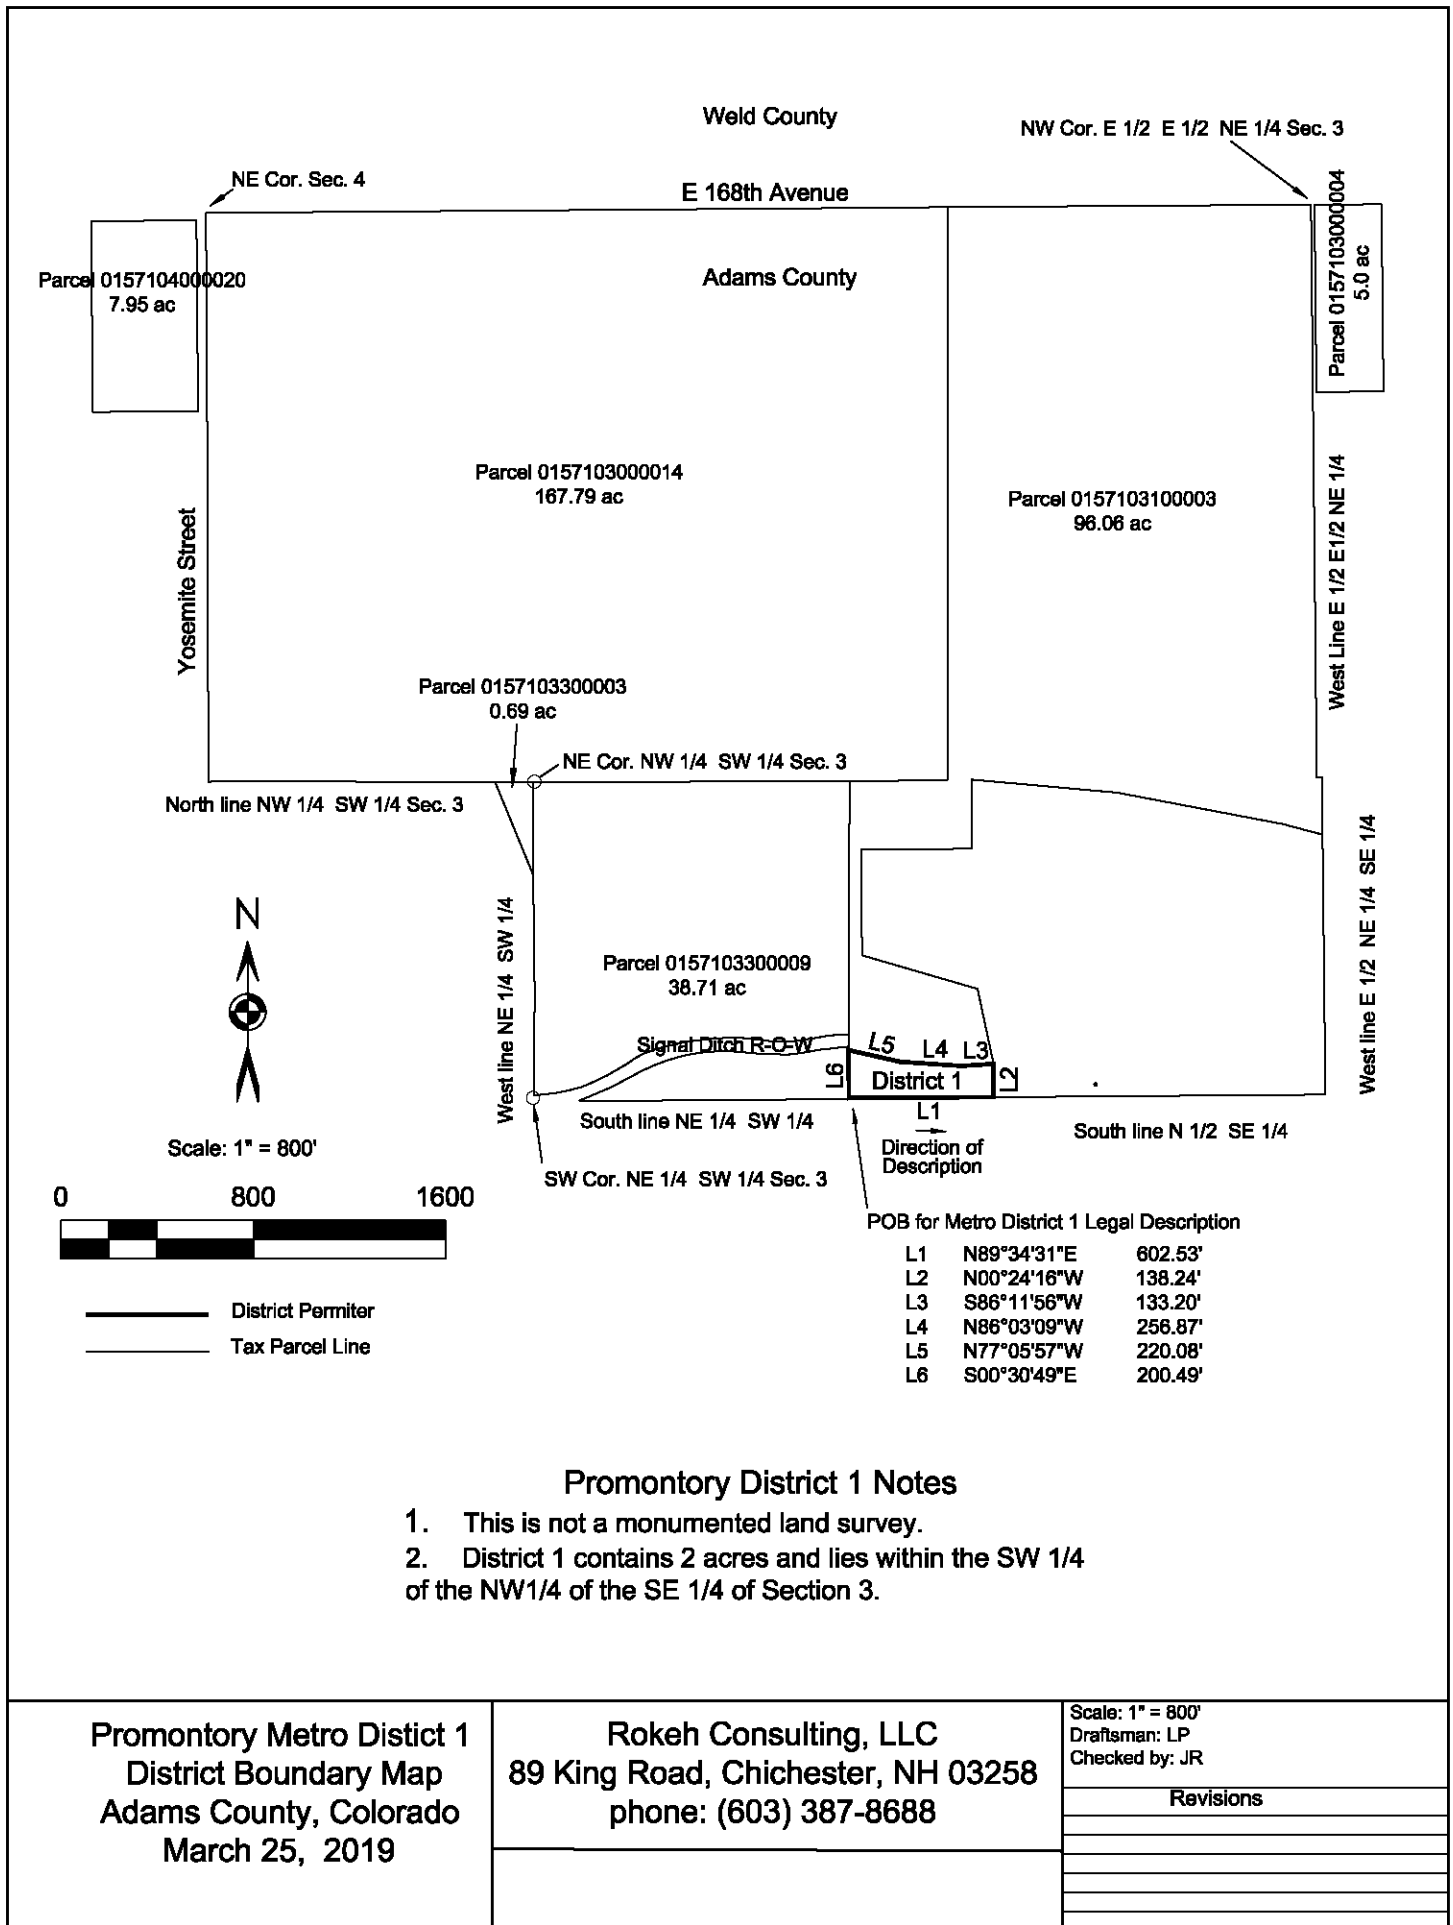 Weld County
NW Cor. E 1/2 E 1/2 NE 1/4 Sec. 3
NE Cor. Sec. 4
E 168th Avenue
Parcel 0157104000020
7.95 ac
Adams County
Parcel 0157103000004
5.0 ac
Parcel 0157103000014
167.79 ac
Parcel 0157103100003
96.06 ac
Yosemite Street
West Line E 1/2 E1/2 NE 1/4
Parcel 0157103300003
0.69 ac
NE Cor. NW 1/4 SW 1/4 Sec. 3
North line NW 1/4 SW 1/4 Sec. 3
West line NE 1/4 SW 1/4
West line E 1/2 NE 1/4 SE 1/4
N
Parcel 0157103300009
38.71 ac
Signal Ditch R-O-W
L5
L4
L3
L6
District 1
L2
L1
South line NE 1/4 SW 1/4
South line N 1/2 SE 1/4
Direction of
Description
SW Cor. NE 1/4 SW 1/4 Sec. 3
Scale: 1" = 800'
0 800 1600
District Permiter
Tax Parcel Line
POB for Metro District 1 Legal Description
L1 N89°34'31"E 602.53'
L2 N00°24'16"W 138.24'
L3 S86°11'56"W 133.20'
L4 N86°03'09"W 256.87'
L5 N77°05'57"W 220.08'
L6 S00°30'49"E 200.49'
Promontory District 1 Notes
1. This is not a monumented land survey.
2. District 1 contains 2 acres and lies within the SW 1/4
of the NW1/4 of the SE 1/4 of Section 3.
Promontory Metro Distict 1
District Boundary Map
Adams County, Colorado
March 25, 2019
Rokeh Consulting, LLC
89 King Road, Chichester, NH 03258
phone: (603) 387-8688
Scale: 1" = 800'
Draftsman: LP
Checked by: JR
Revisions